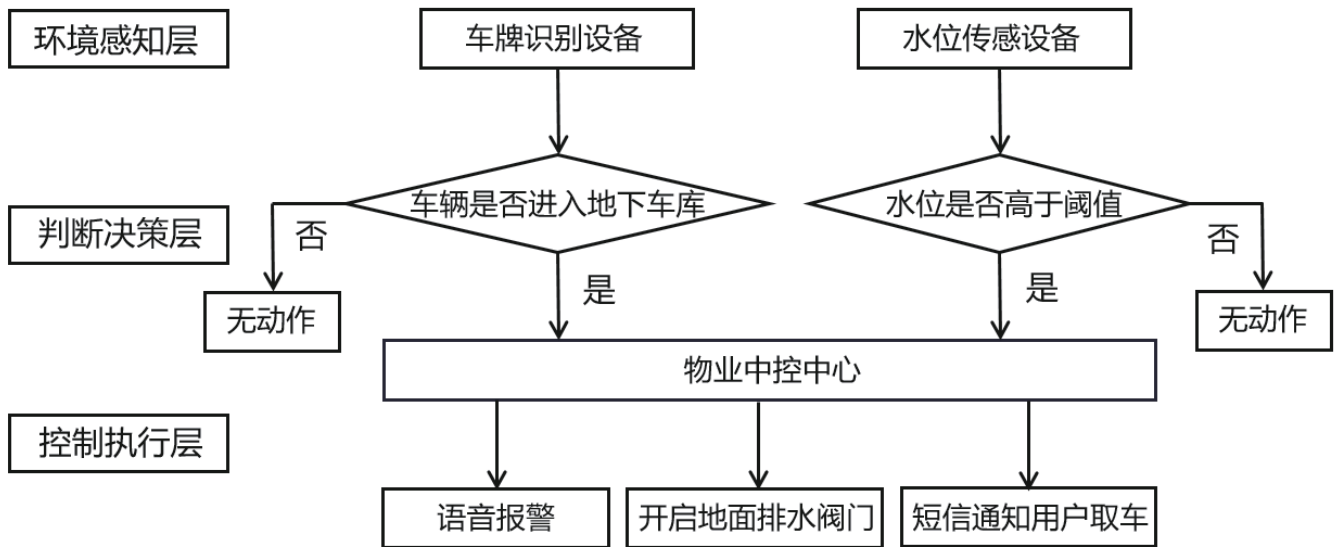 环境感知层
车牌识别设备
水位传感设备
车辆是否进入地下车库
水位是否高于阈值
判断决策层
否
否
是
是
无动作
无动作
物业中控中心
控制执行层
语音报警
开启地面排水阀门
短信通知用户取车